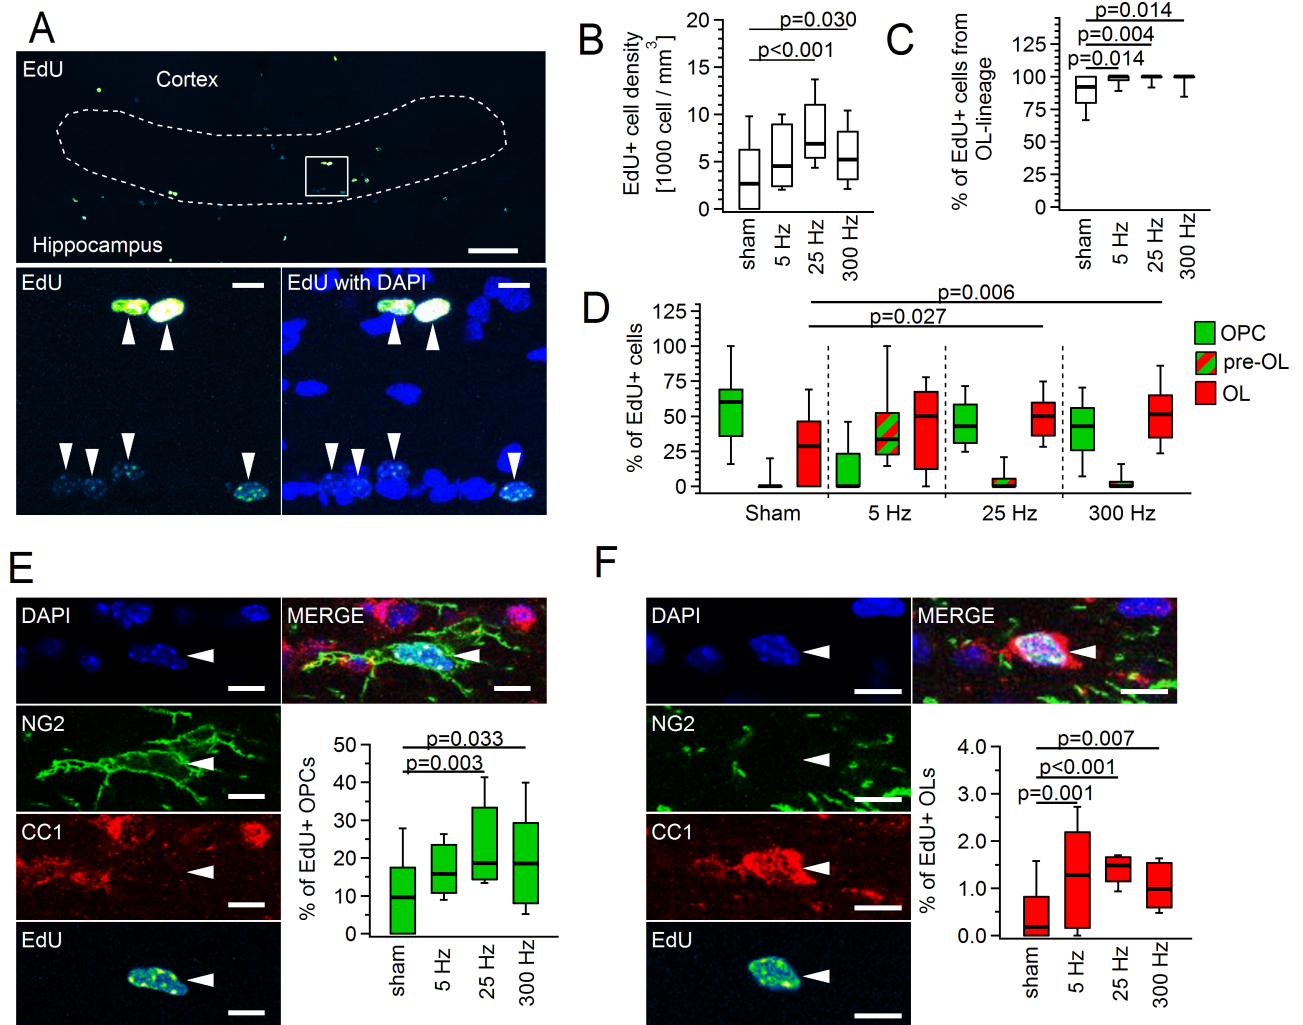 A
EdU
Cortex
Hippocampus
EdU
EdU with DAPI
B
EdU+ cell density
[1000 cell / mm³]
20
15
10
5
0
p=0.030
p<0.001
sham
5 Hz
25 Hz
300 Hz
C
% of EdU+ cells from
OL-lineage
125
100
75
50
25
0
p=0.014
p=0.004
p=0.014
sham
5 Hz
25 Hz
300 Hz
D
% of EdU+ cells
125
100
75
50
25
0
p=0.006
p=0.027
Sham
5 Hz
25 Hz
300 Hz
OPC
pre-OL
OL
E
DAPI
MERGE
NG2
CC1
EdU
% of EdU+ OPCs
50
40
30
20
10
0
p=0.033
p=0.003
sham
5 Hz
25 Hz
300 Hz
F
DAPI
MERGE
NG2
CC1
EdU
% of EdU+ OLs
4.0
3.0
2.0
1.0
0.0
p=0.007
p<0.001
p=0.001
sham
5 Hz
25 Hz
300 Hz